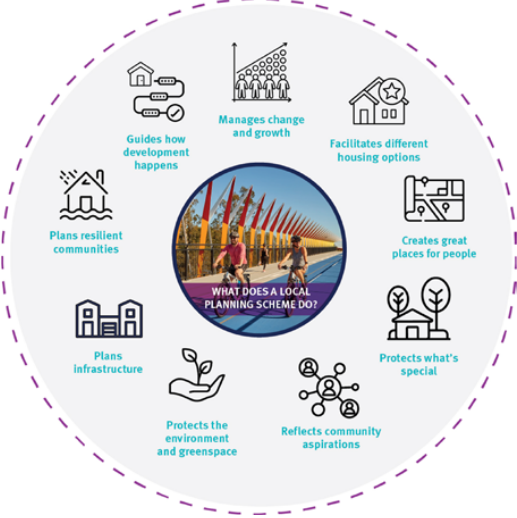 Manages change
and growth
Facilitates different
housing options
Creates great
places for people
Protects what's
special
Reflects community
aspirations
Protects the
environment
and greenspace
Plans
infrastructure
Plans resilient
communities
Guides how
development
happens
WHAT DOES A LOCAL
PLANNING SCHEME DO?